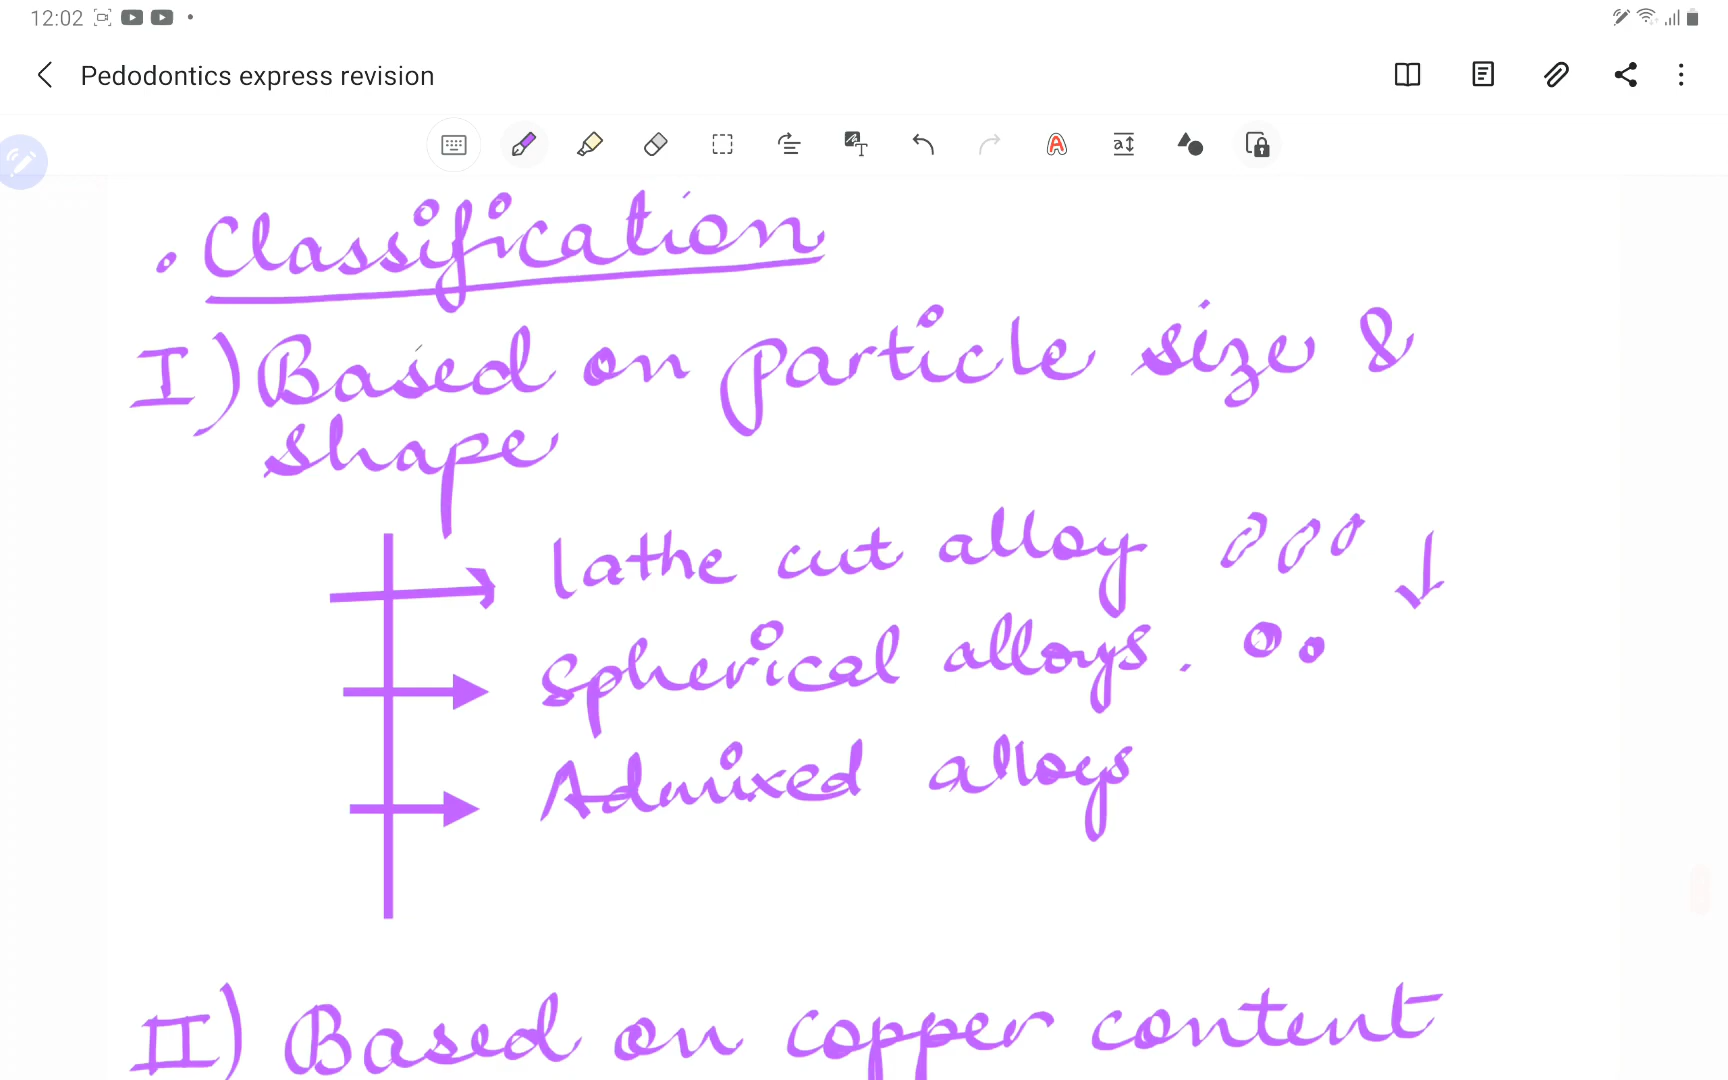 12:02
Pedodontics express revision
. Classification
I) Based on particle size &
shape
lathe cut alloy
Spherical alloys.
Admixed alloys
II) Based on copper content